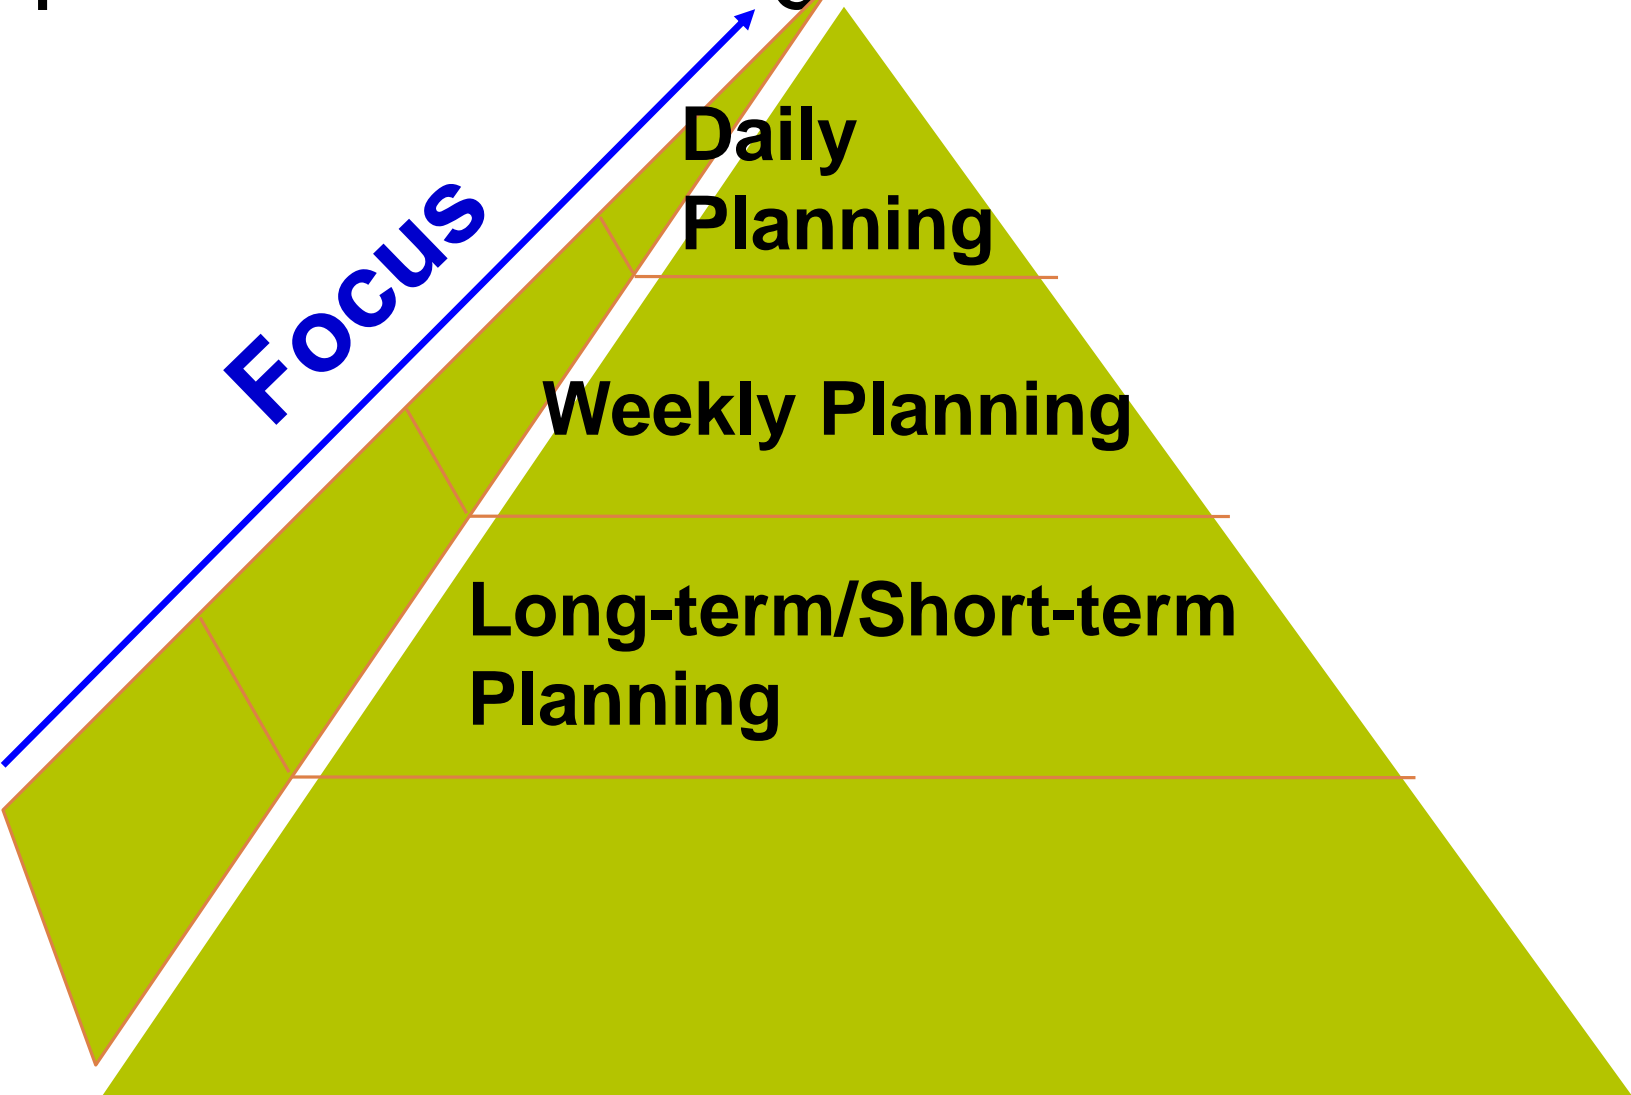 Daily
Planning
Focus
Weekly Planning
Long-term/Short-term
Planning